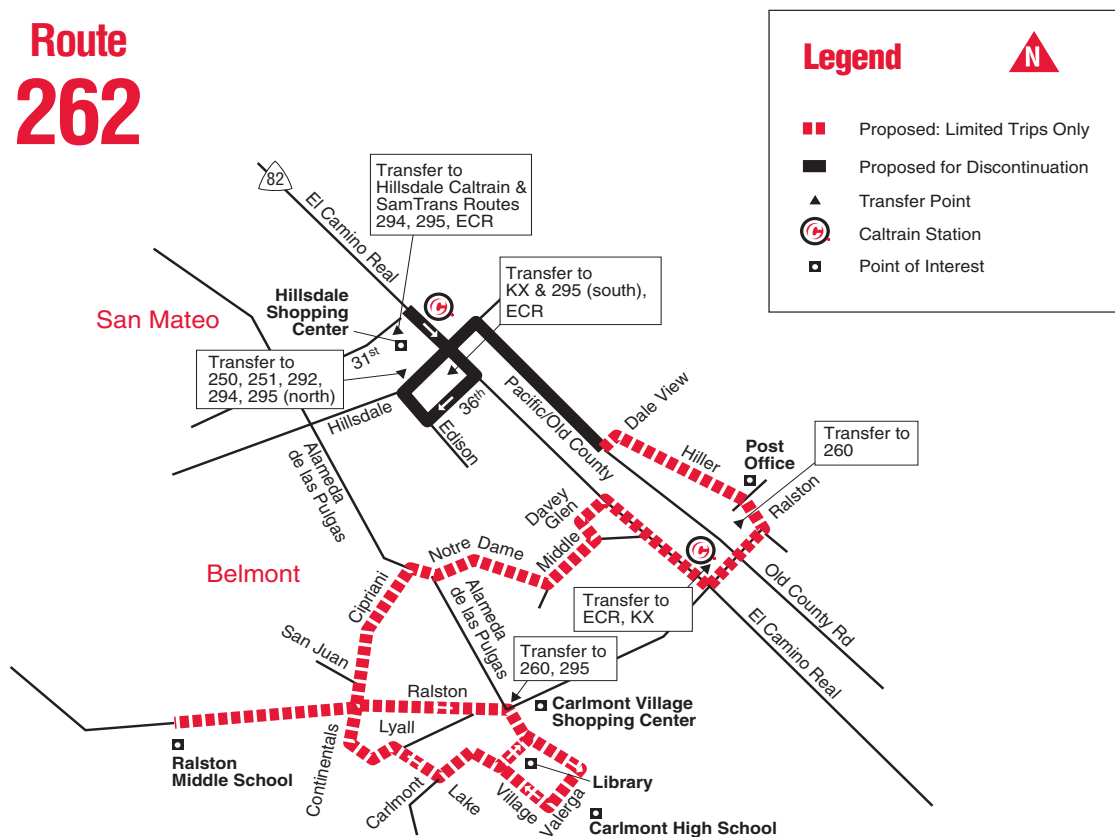 Route
262
Legend
N
Proposed: Limited Trips Only
Proposed for Discontinuation
Transfer Point
C
Caltrain Station
Point of Interest
82
El Camino Real
Transfer to
Hillsdale Caltrain &
SamTrans Routes
294, 295, ECR
Transfer to
KX & 295 (south),
ECR
C
Hillsdale
Shopping
Center
San Mateo
31st
Transfer to
250, 251, 292,
294, 295 (north)
Hillsdale
36th
Edison
Pacific/Old County
Dale View
Hiller
Post
Office
Transfer to
260
Ralston
Alameda
de las Pulgas
Davey
Glen
Middle
Notre Dame
C
Old County Rd
Belmont
Cipriani
Alameda
de las Pulgas
Transfer to
ECR, KX
El Camino Real
San Juan
Transfer to
260, 295
Ralston
Carlmont Village
Shopping Center
Lyall
Ralston
Middle School
Continentals
Carlmont
Lake
Village
Valerga
Library
Carlmont High School